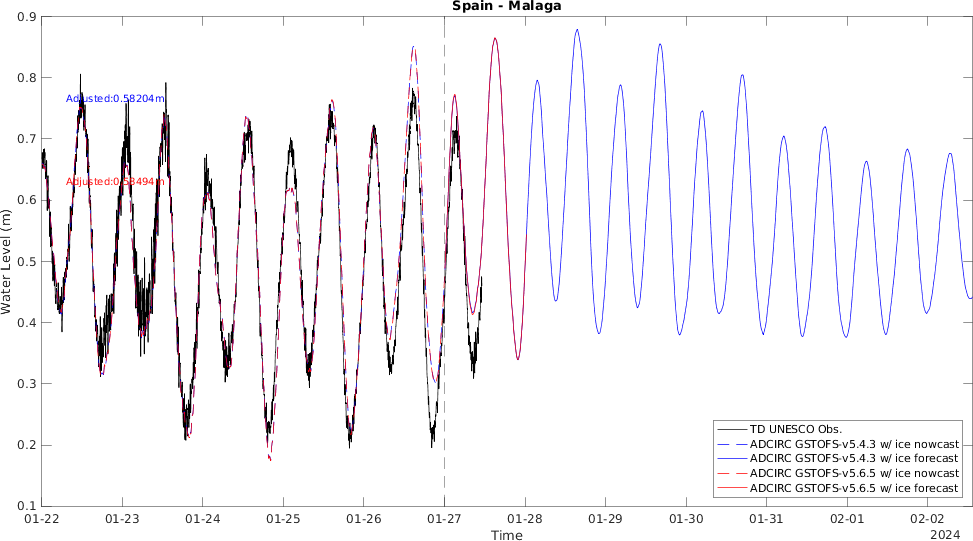 Spain - Malaga
0.9
0.8
0.7
0.6
0.5
0.4
0.3
0.2
0.1
Water Level (m)
Adjusted:0.58204m
Adjusted:0.58494m
TD UNESCO Obs.
ADCIRC GSTOFS-v5.4.3 w/ ice nowcast
ADCIRC GSTOFS-v5.4.3 w/ ice forecast
ADCIRC GSTOFS-v5.6.5 w/ ice nowcast
ADCIRC GSTOFS-v5.6.5 w/ ice forecast
01-22 01-23 01-24 01-25 01-26 01-27 01-28 01-29 01-30 01-31 02-01 02-02
Time
2024